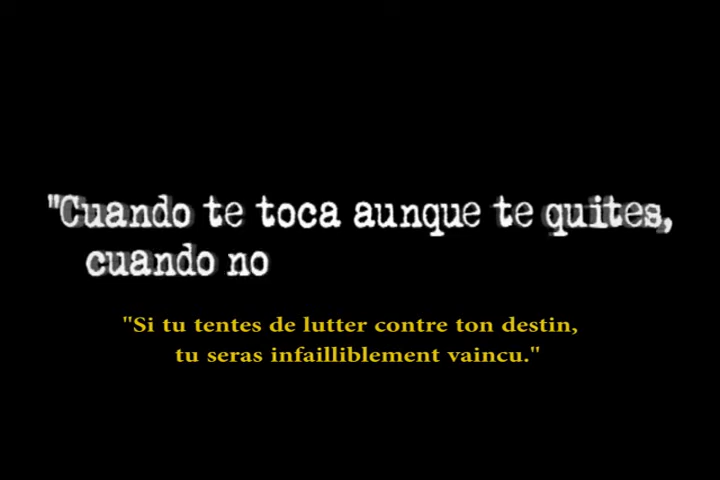 "Cuando te toca aunque te quites,
cuando no
"Si tu tentes de lutter contre ton destin,
tu seras infailliblement vaincu."